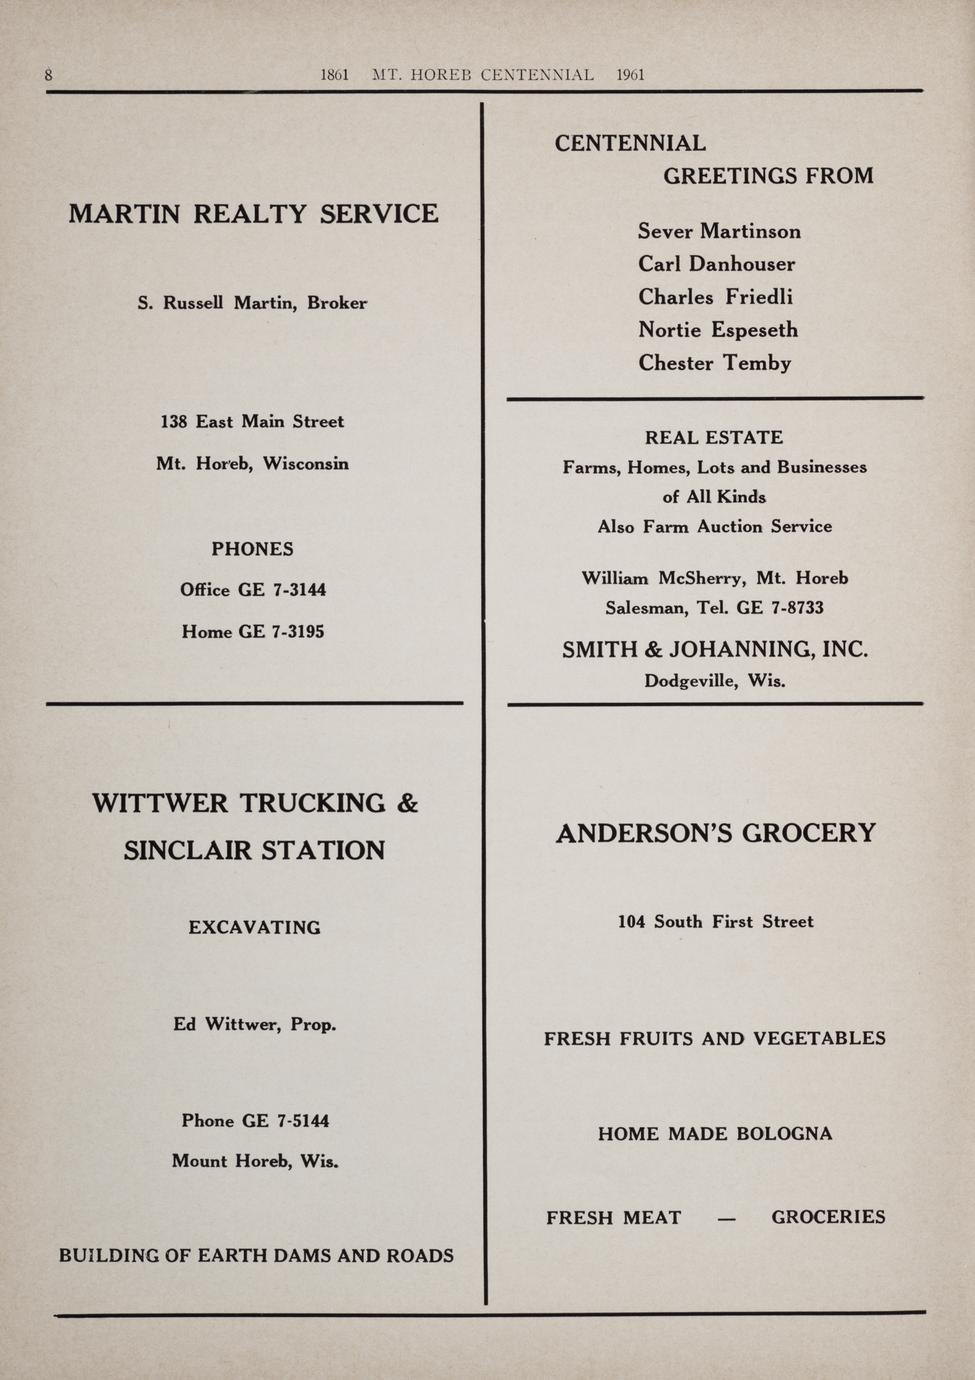 8
1861 MT. HOREB CENTENNIAL 1961
MARTIN REALTY SERVICE
S. Russell Martin, Broker
138 East Main Street
Mt. Horeb, Wisconsin
PHONES
Office GE 7-3144
Home GE 7-3195
WITTWER TRUCKING &
SINCLAIR STATION
EXCAVATING
Ed Wittwer, Prop.
Phone GE 7-5144
Mount Horeb, Wis.
BUILDING OF EARTH DAMS AND ROADS
CENTENNIAL
GREETINGS FROM
Sever Martinson
Carl Danhouser
Charles Friedli
Nortie Espeseth
Chester Temby
REAL ESTATE
Farms, Homes, Lots and Businesses
of All Kinds
Also Farm Auction Service
William McSherry, Mt. Horeb
Salesman, Tel. GE 7-8733
SMITH & JOHANNING, INC.
Dodgeville, Wis.
ANDERSON'S GROCERY
104 South First Street
FRESH FRUITS AND VEGETABLES
HOME MADE BOLOGNA
FRESH MEAT — GROCERIES